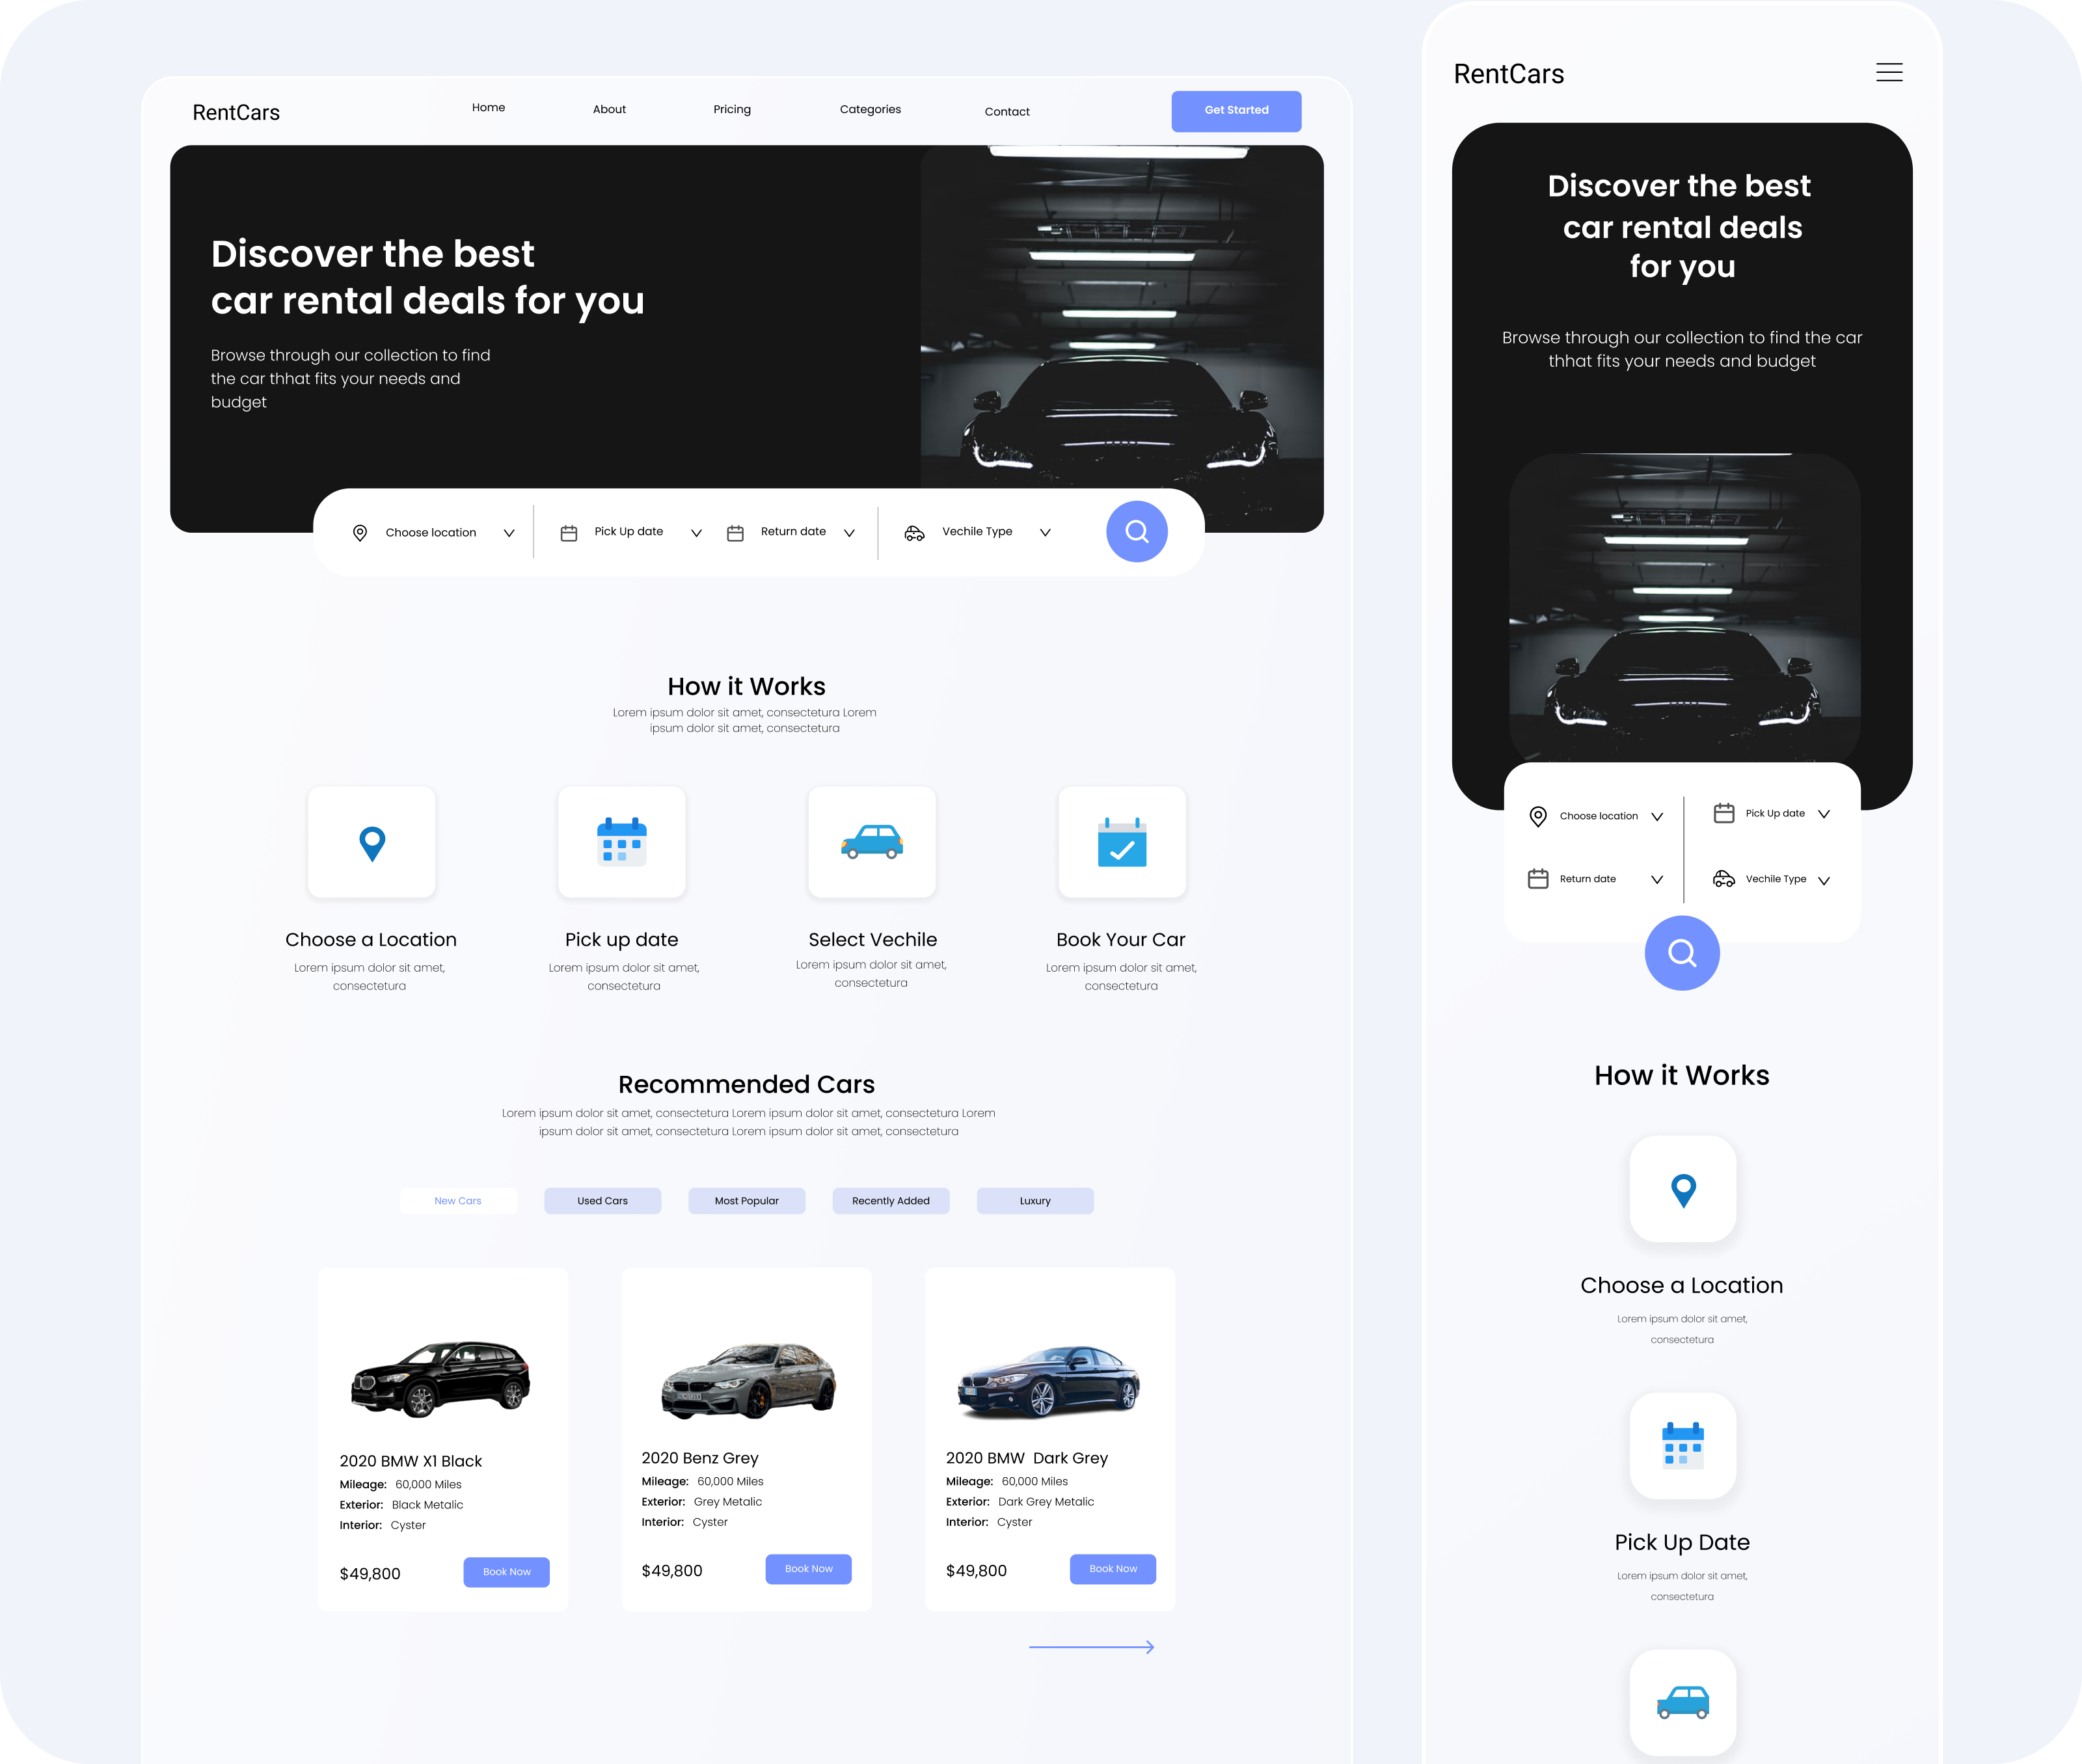 RentCars
Home
About
Pricing
Categories
Contact
Get Started
Discover the best
car rental deals for you
Browse through our collection to find
the car thhat fits your needs and
budget
Choose location
Pick Up date
Return date
Vechile Type
How it Works
Lorem ipsum dolor sit amet, consectetura Lorem
ipsum dolor sit amet, consectetura
Choose a Location
Lorem ipsum dolor sit amet,
consectetura
Pick up date
Lorem ipsum dolor sit amet,
consectetura
Select Vechile
Lorem ipsum dolor sit amet,
consectetura
Book Your Car
Lorem ipsum dolor sit amet,
consectetura
Recommended Cars
Lorem ipsum dolor sit amet, consectetura Lorem ipsum dolor sit amet, consectetura Lorem
ipsum dolor sit amet, consectetura Lorem ipsum dolor sit amet, consectetura
New Cars
Used Cars
Most Popular
Recently Added
Luxury
2020 BMW X1 Black
Mileage: 60,000 Miles
Exterior: Black Metalic
Interior: Cyster
$49,800
Book Now
2020 Benz Grey
Mileage: 60,000 Miles
Exterior: Grey Metalic
Interior: Cyster
$49,800
Book Now
2020 BMW Dark Grey
Mileage: 60,000 Miles
Exterior: Dark Grey Metalic
Interior: Cyster
$49,800
Book Now
RentCars
Discover the best
car rental deals
for you
Browse through our collection to find the car
thhat fits your needs and budget
Choose location
Pick Up date
Return date
Vechile Type
How it Works
Choose a Location
Lorem ipsum dolor sit amet,
consectetura
Pick Up Date
Lorem ipsum dolor sit amet,
consectetura